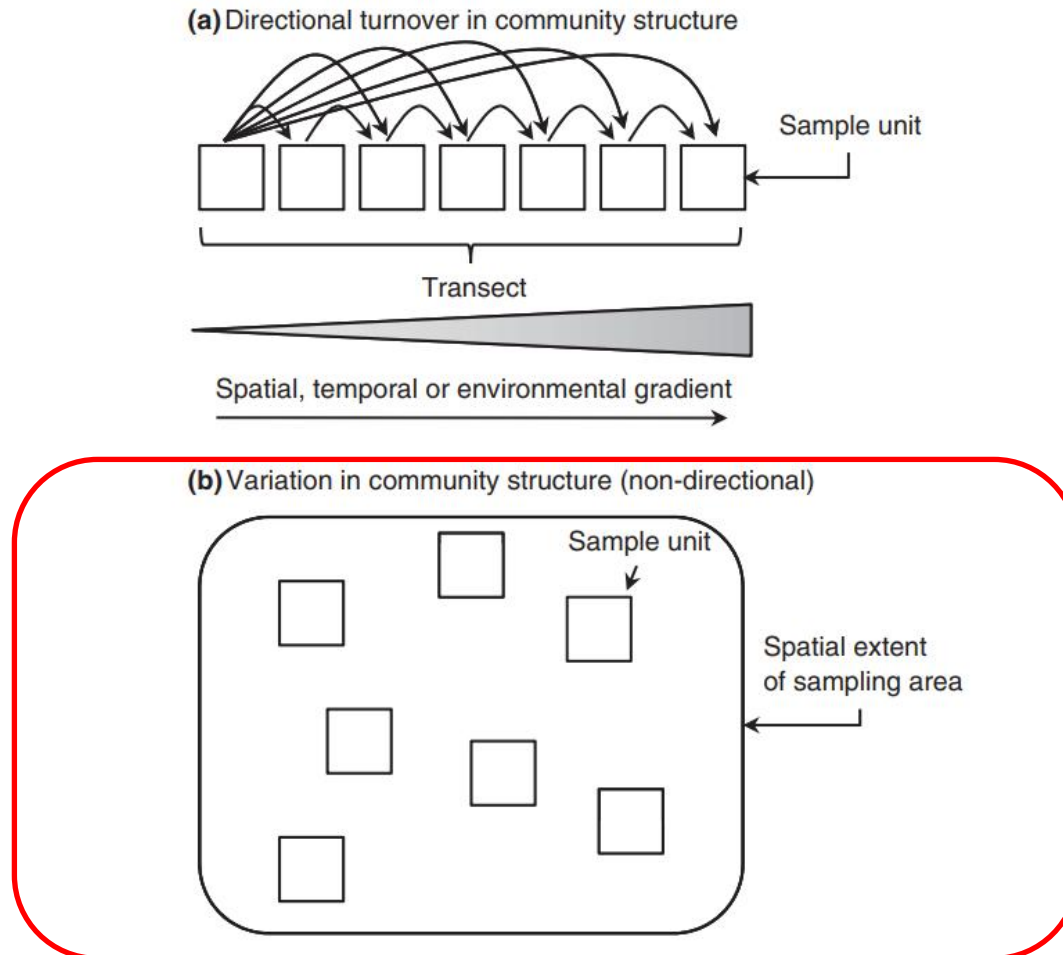 (a) Directional turnover in community structure
Sample unit
Transect
Spatial, temporal or environmental gradient
(b) Variation in community structure (non-directional)
Sample unit
Spatial extent
of sampling area